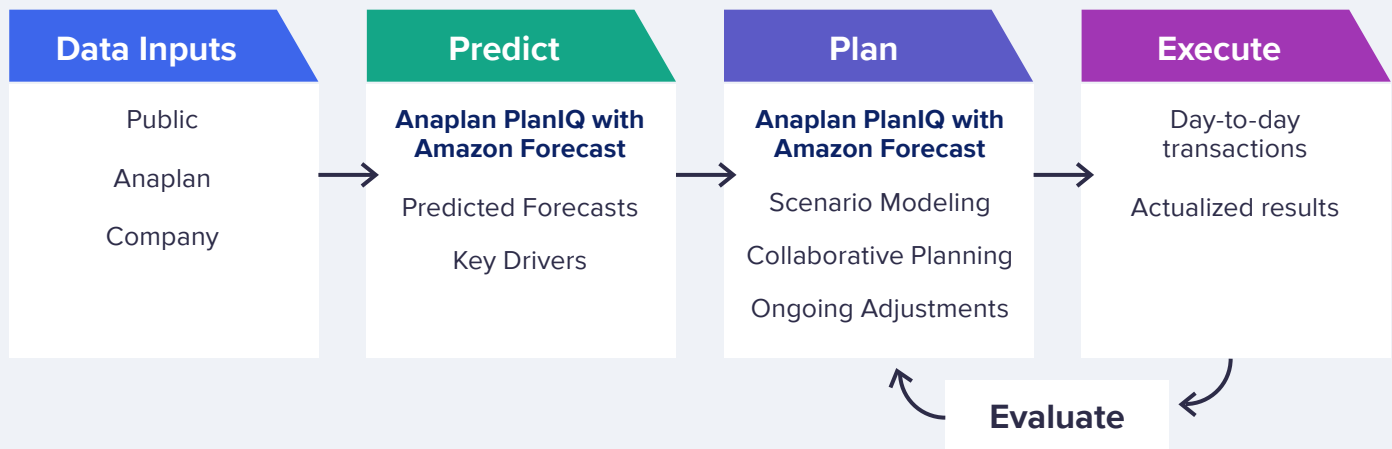 Data Inputs
Public
Anaplan
Company
Predict
Anaplan PlanIQ with
Amazon Forecast
Predicted Forecasts
Key Drivers
Plan
Anaplan PlanIQ with
Amazon Forecast
Scenario Modeling
Collaborative Planning
Ongoing Adjustments
Execute
Day-to-day
transactions
Actualized results
Evaluate